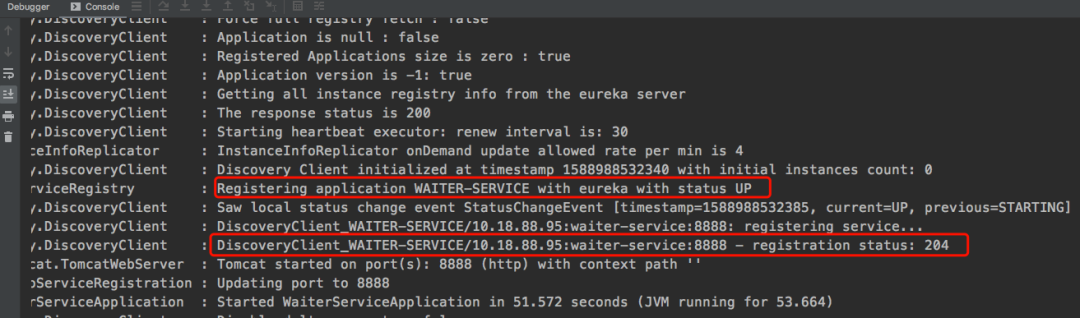 Debugger Console
y.DiscoveryClient : Force full registry fetch : false
y.DiscoveryClient : Application is null : false
y.DiscoveryClient : Registered Applications size is zero : true
y.DiscoveryClient : Application version is -1: true
y.DiscoveryClient : Getting all instance registry info from the eureka server
y.DiscoveryClient : The response status is 200
y.DiscoveryClient : Starting heartbeat executor: renew interval is: 30
ceInfoReplicator : InstanceInfoReplicator onDemand update allowed rate per min is 4
y.DiscoveryClient : Discovery Client initialized at timestamp 1588988532340 with initial instances count: 0
rviceRegistry : Registering application WAITER-SERVICE with eureka with status UP
y.DiscoveryClient : Saw local status change event StatusChangeEvent [timestamp=1588988532385, current=UP, previous=STARTING]
y.DiscoveryClient : DiscoveryClient_WAITER-SERVICE/10.18.88.95:waiter-service:8888: registering service...
y.DiscoveryClient : DiscoveryClient_WAITER-SERVICE/10.18.88.95:waiter-service:8888 - registration status: 204
cat.TomcatWebServer : Tomcat started on port(s): 8888 (http) with context path ''
oServiceRegistration : Updating port to 8888
erServiceApplication : Started WaiterServiceApplication in 51.572 seconds (JVM running for 53.664)
y.DiscoveryClient